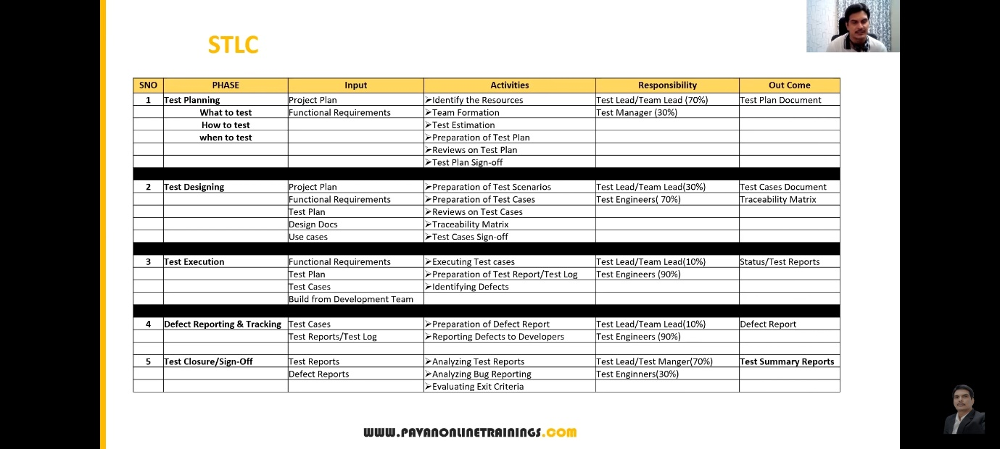 STLC
SNO PHASE Input Activities Responsibility Out Come
1 Test Planning Project Plan ➢Identify the Resources Test Lead/Team Lead (70%) Test Plan Document
What to test Functional Requirements ➢Team Formation Test Manager (30%)
How to test ➢Test Estimation
when to test ➢Preparation of Test Plan
➢Reviews on Test Plan
➢Test Plan Sign-off
2 Test Designing Project Plan ➢Preparation of Test Scenarios Test Lead/Team Lead(30%) Test Cases Document
Functional Requirements ➢Preparation of Test Cases Test Engineers( 70%) Traceability Matrix
Test Plan ➢Reviews on Test Cases
Design Docs ➢Traceability Matrix
Use cases ➢Test Cases Sign-off
3 Test Execution Functional Requirements ➢Executing Test cases Test Lead/Team Lead(10%) Status/Test Reports
Test Plan ➢Preparation of Test Report/Test Log Test Engineers (90%)
Test Cases ➢Identifying Defects
Build from Development Team
4 Defect Reporting & Tracking Test Cases ➢Preparation of Defect Report Test Lead/Team Lead(10%) Defect Report
Test Reports/Test Log ➢Reporting Defects to Developers Test Engineers (90%)
5 Test Closure/Sign-Off Test Reports ➢Analyzing Test Reports Test Lead/Test Manger(70%) Test Summary Reports
Defect Reports ➢Analyzing Bug Reporting Test Enginners(30%)
➢Evaluating Exit Criteria
WWW.PAVANONLINETRAININGS.COM